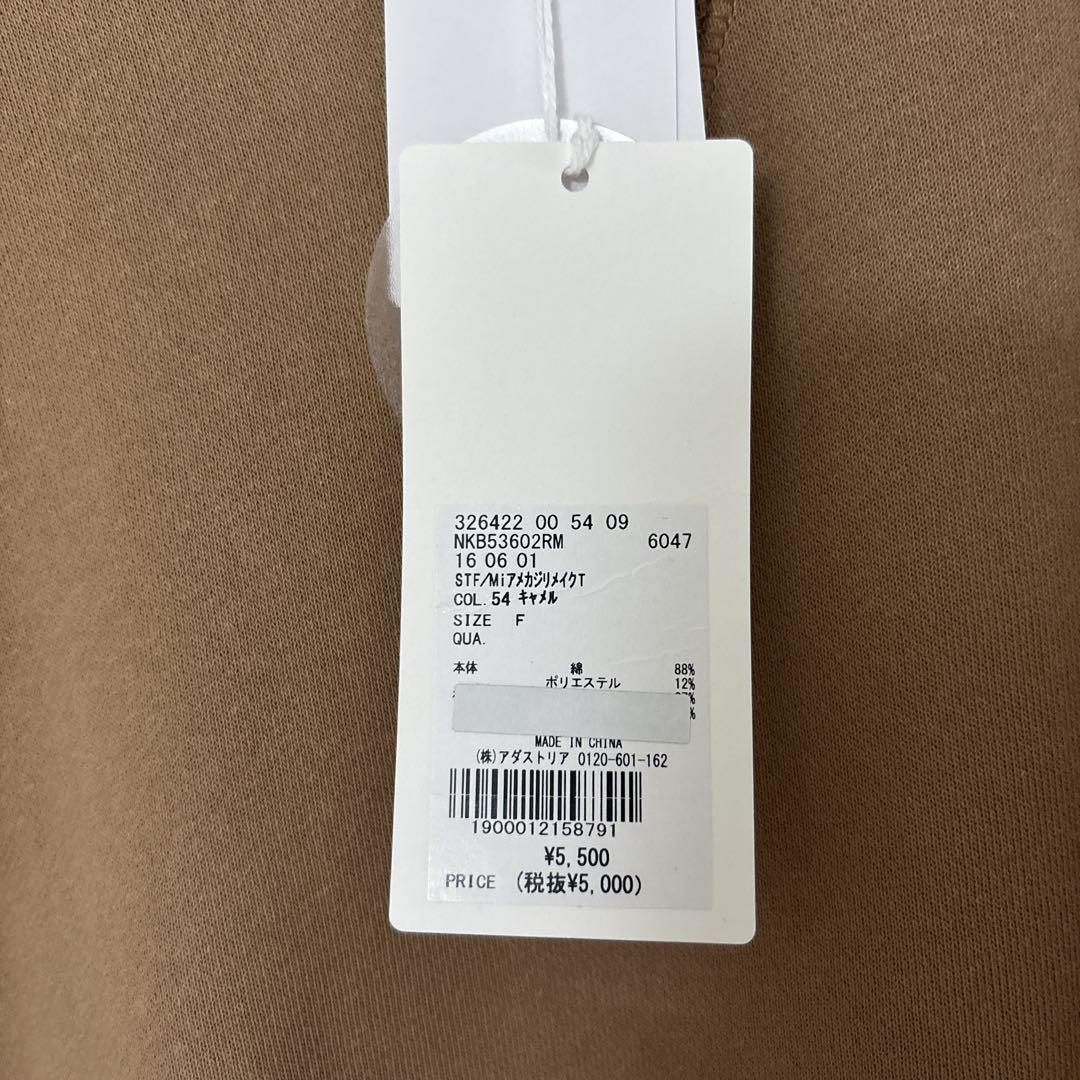 326422 00 54 09
NKB53602RM 6047
16 06 01
STF/MiアメカジリメイクT
COL.54 キャメル
SIZE F
QUA.
本体 綿 88%
ポリエステル 12%
MADE IN CHINA
(株)アダストリア 0120-601-162
1900012158791
¥5,500
PRICE (税抜¥5,000)